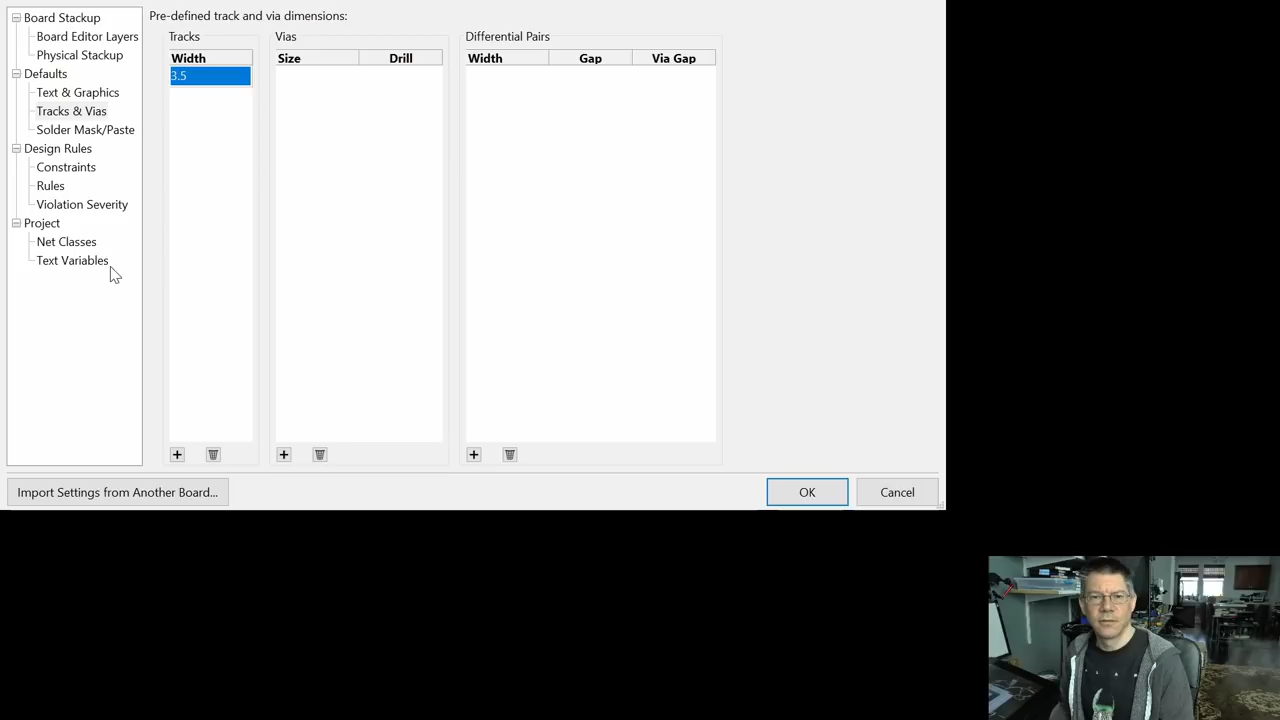 Board Stackup
Board Editor Layers
Physical Stackup
Defaults
Text & Graphics
Tracks & Vias
Solder Mask/Paste
Design Rules
Constraints
Rules
Violation Severity
Project
Net Classes
Text Variables
Pre-defined track and via dimensions:
Tracks
Width
3.5
Vias
Size Drill
Differential Pairs
Width Gap Via Gap
+ + +
Import Settings from Another Board...
OK Cancel